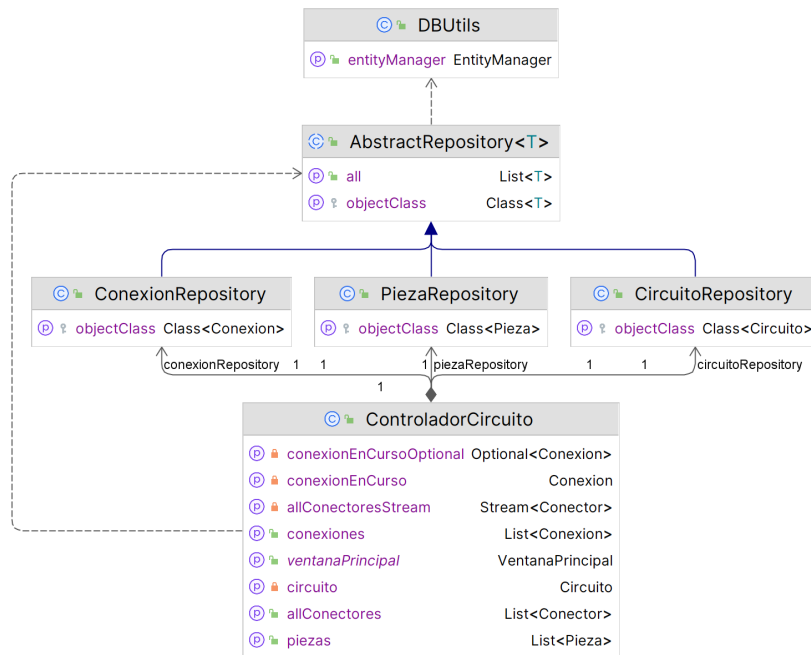 DBUtils
entityManager EntityManager
AbstractRepository<T>
all List<T>
objectClass Class<T>
ConexionRepository
objectClass Class<Conexion>
PiezaRepository
objectClass Class<Pieza>
CircuitoRepository
objectClass Class<Circuito>
conexionRepository 1 1 1 piezaRepository 1 1 circuitoRepository
1
ControladorCircuito
conexionEnCursoOptional Optional<Conexion>
conexionEnCurso Conexion
allConectoresStream Stream<Conector>
conexiones List<Conexion>
ventanaPrincipal VentanaPrincipal
circuito Circuito
allConectores List<Conector>
piezas List<Pieza>